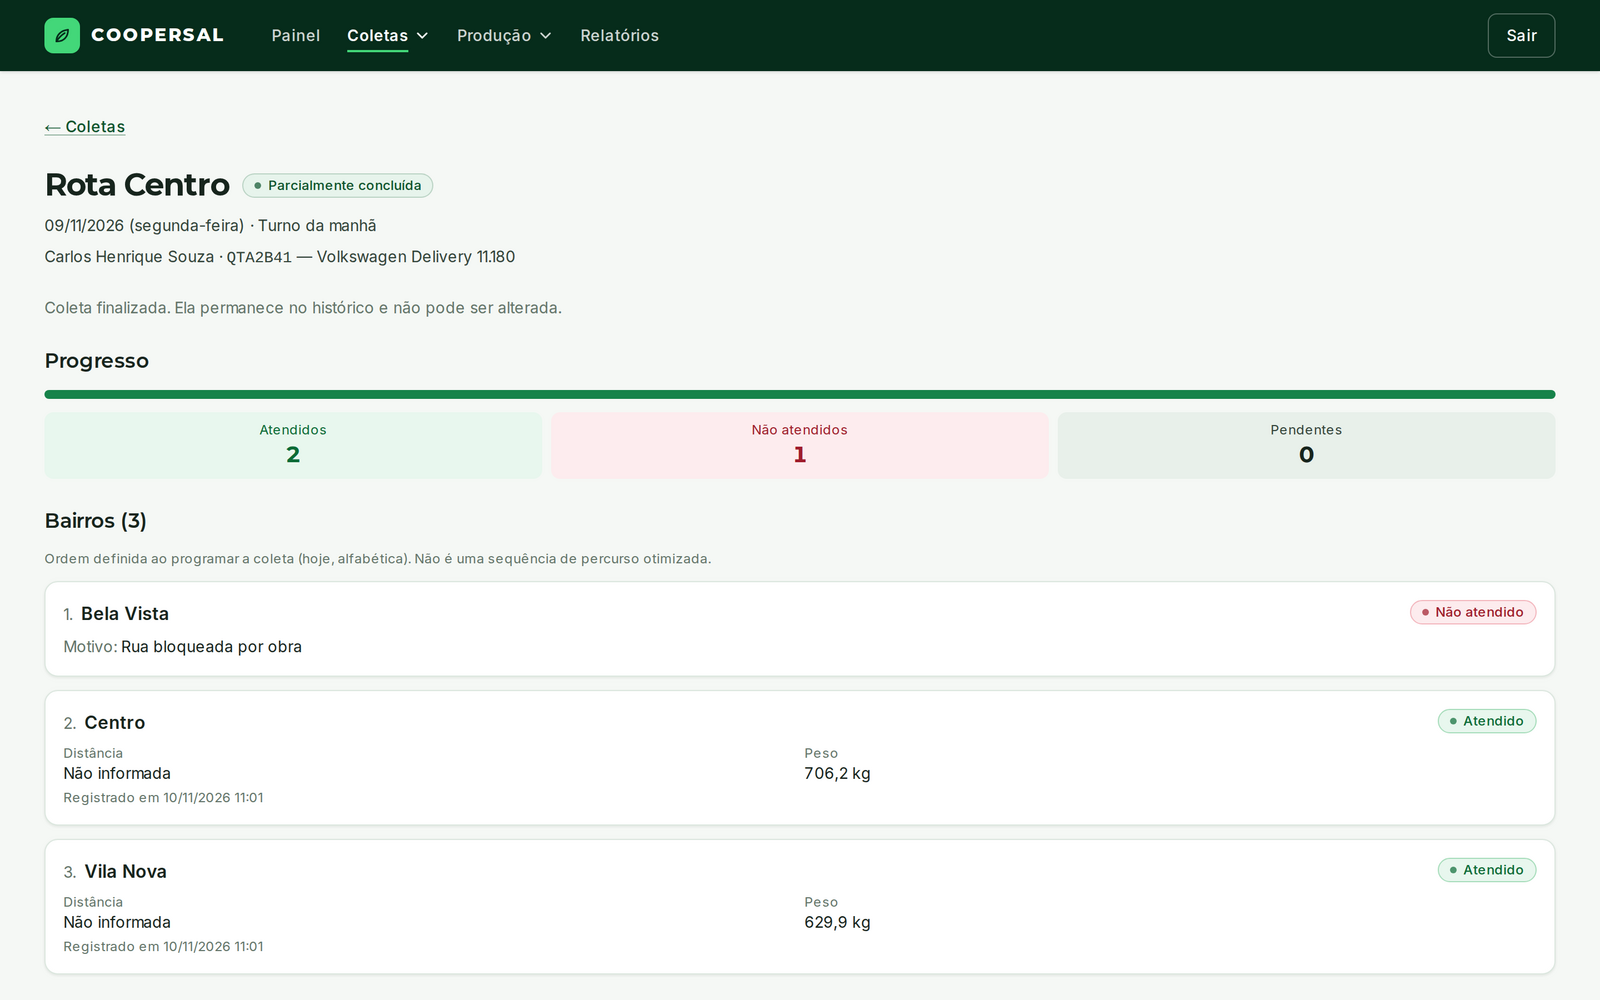 COOPERSAL
Painel
Coletas
Produção
Relatórios
Sair
← Coletas
Rota Centro
Parcialmente concluída
09/11/2026 (segunda-feira) · Turno da manhã
Carlos Henrique Souza · QTA2B41 — Volkswagen Delivery 11.180
Coleta finalizada. Ela permanece no histórico e não pode ser alterada.
Progresso
Atendidos
2
Não atendidos
1
Pendentes
0
Bairros (3)
Ordem definida ao programar a coleta (hoje, alfabética). Não é uma sequência de percurso otimizada.
1. Bela Vista
Não atendido
Motivo: Rua bloqueada por obra
2. Centro
Atendido
Distância
Não informada
Peso
706,2 kg
Registrado em 10/11/2026 11:01
3. Vila Nova
Atendido
Distância
Não informada
Peso
629,9 kg
Registrado em 10/11/2026 11:01